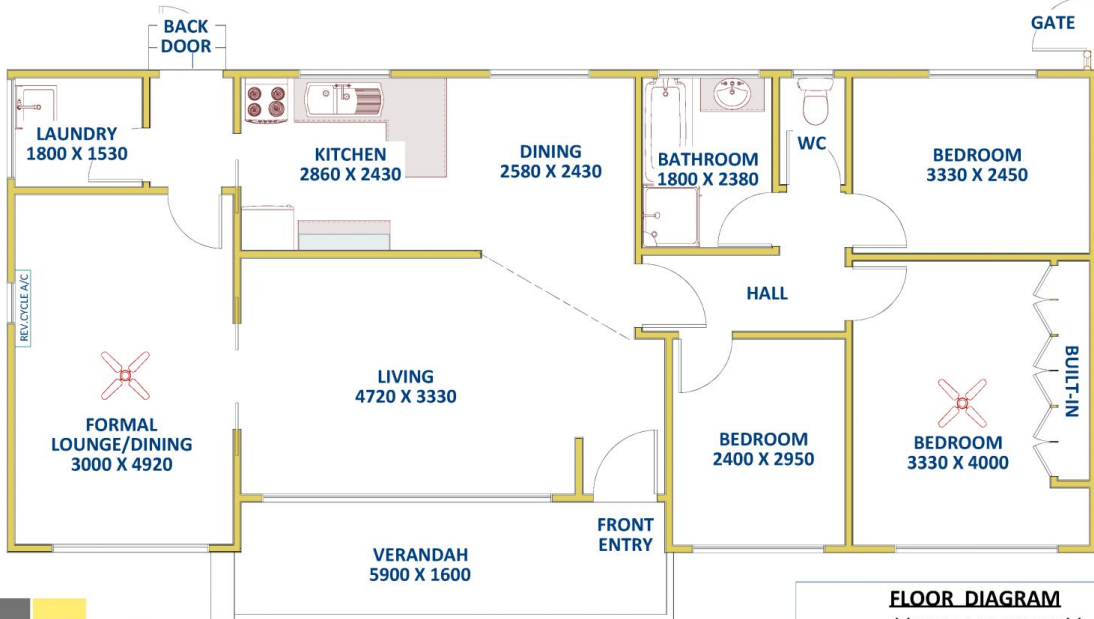 BACK
DOOR
GATE
LAUNDRY
1800 X 1530
KITCHEN
2860 X 2430
DINING
2580 X 2430
BATHROOM
1800 X 2380
WC
BEDROOM
3330 X 2450
REV.CYCLE A/C
HALL
FORMAL
LOUNGE/DINING
3000 X 4920
LIVING
4720 X 3330
BEDROOM
2400 X 2950
BEDROOM
3330 X 4000
BUILT-IN
FRONT
ENTRY
VERANDAH
5900 X 1600
FLOOR DIAGRAM